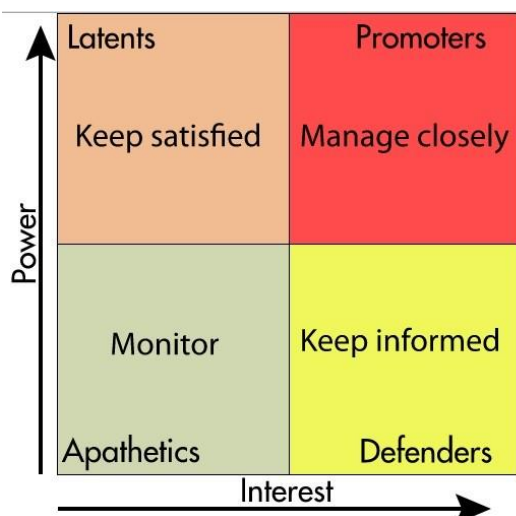 Latents
Promoters
Keep satisfied
Manage closely
Power
Monitor
Keep informed
Apathetics
Defenders
Interest